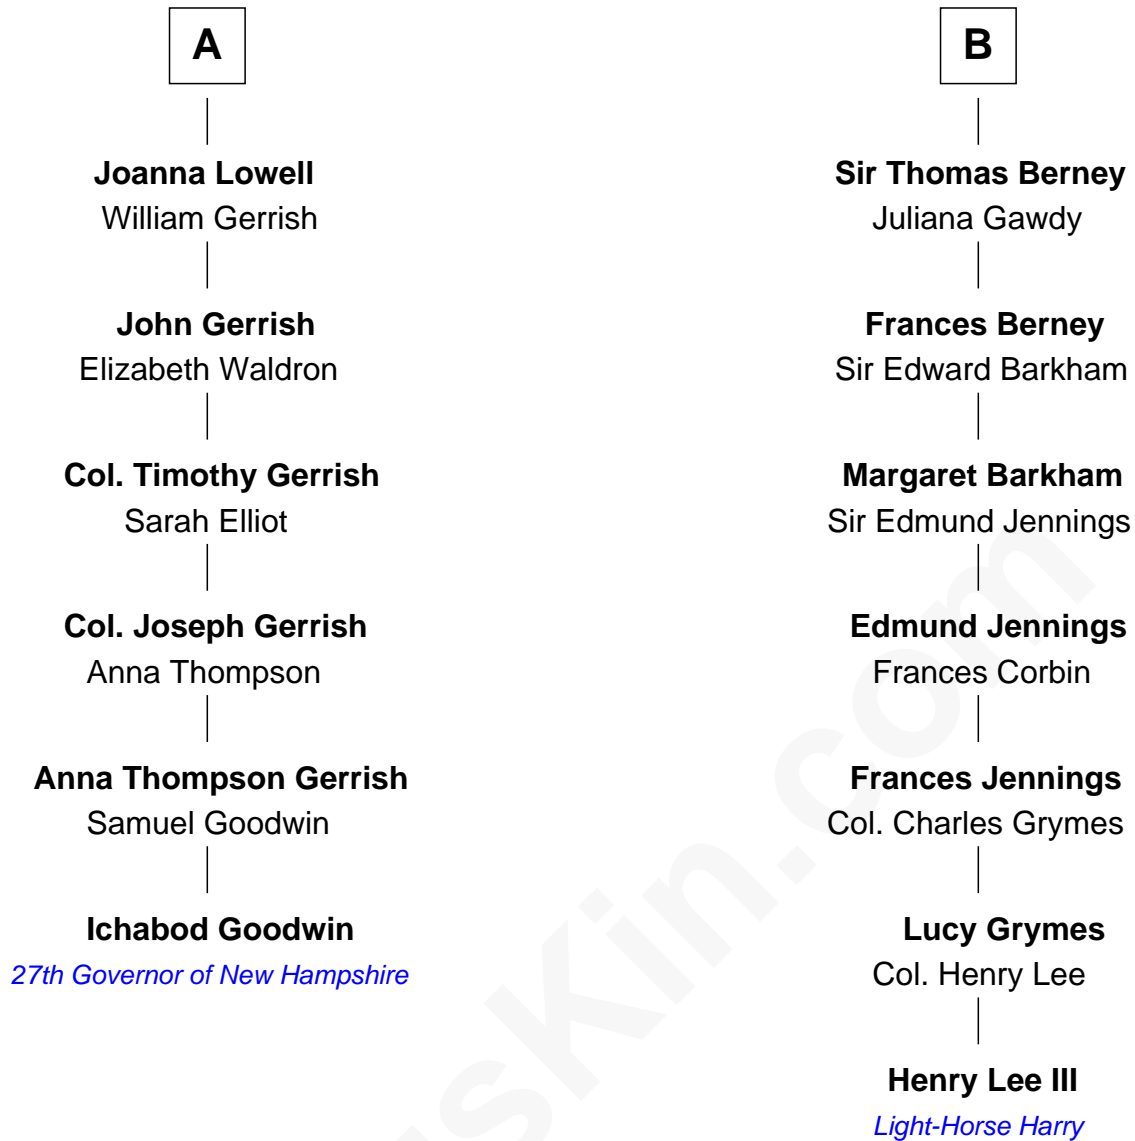 A
Joanna Lowell
William Gerrish
John Gerrish
Elizabeth Waldron
Col. Timothy Gerrish
Sarah Elliot
Col. Joseph Gerrish
Anna Thompson
Anna Thompson Gerrish
Samuel Goodwin
Ichabod Goodwin
27th Governor of New Hampshire
B
Sir Thomas Berney
Juliana Gawdy
Frances Berney
Sir Edward Barkham
Margaret Barkham
Sir Edmund Jennings
Edmund Jennings
Frances Corbin
Frances Jennings
Col. Charles Grymes
Lucy Grymes
Col. Henry Lee
Henry Lee III
Light-Horse Harry
sKin.com